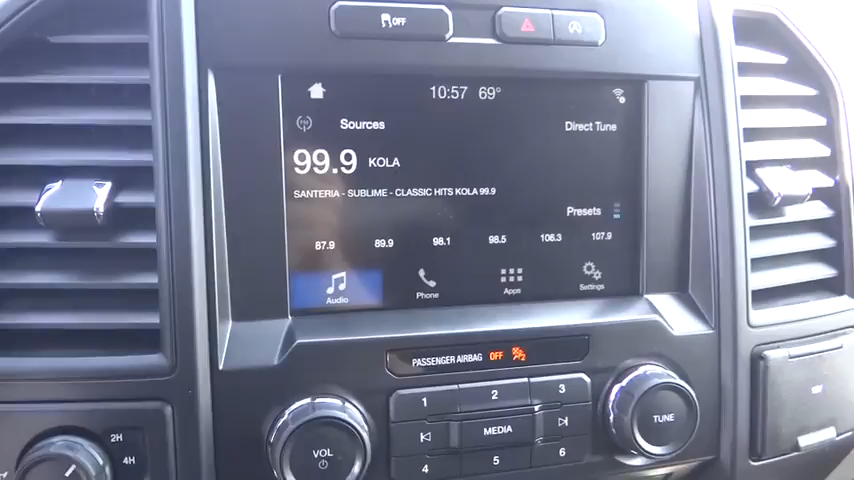 OFF
10:57 69°
FM
Sources
Direct Tune
99.9 KOLA
SANTERIA - SUBLIME - CLASSIC HITS KOLA 99.9
Presets
87.9 89.9 98.1 98.5 106.3 107.9
Audio Phone Apps Settings
PASSENGER AIRBAG OFF 2
1 2 3
MEDIA
4 5 6
VOL
TUNE
2H
4H